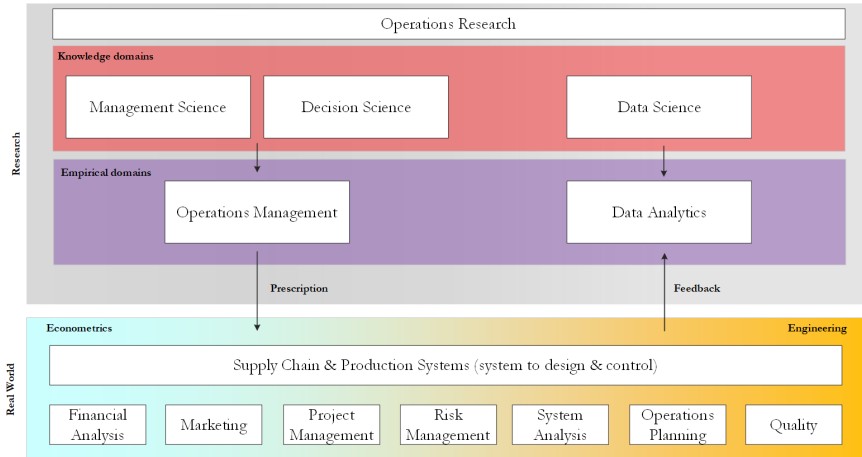 Operations Research
Knowledge domains
Management Science
Decision Science
Data Science
Research
Empirical domains
Operations Management
Data Analytics
Prescription
Feedback
Econometrics
Engineering
Supply Chain & Production Systems (system to design & control)
Real World
Financial
Analysis
Marketing
Project
Management
Risk
Management
System
Analysis
Operations
Planning
Quality